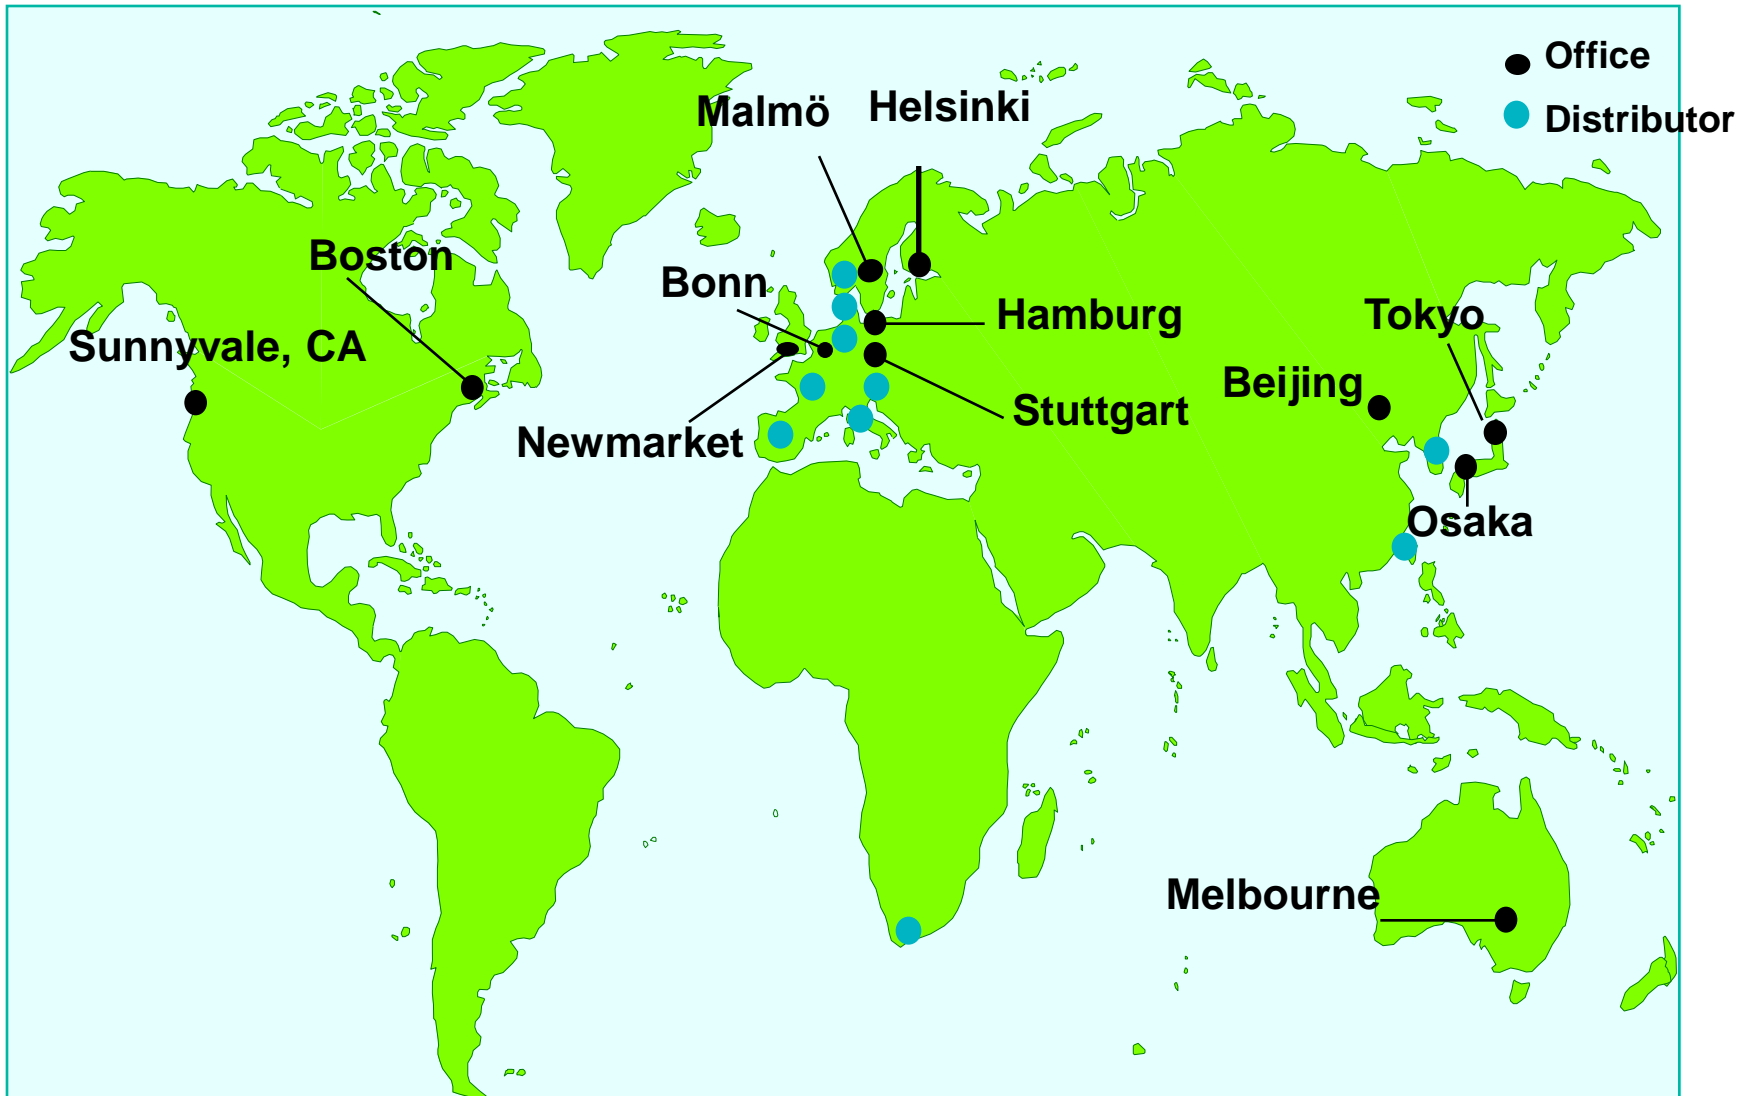 Office
Distributor
Malmö
Helsinki
Boston
Bonn
Sunnyvale, CA
Hamburg
Tokyo
Beijing
Stuttgart
Newmarket
Osaka
Melbourne